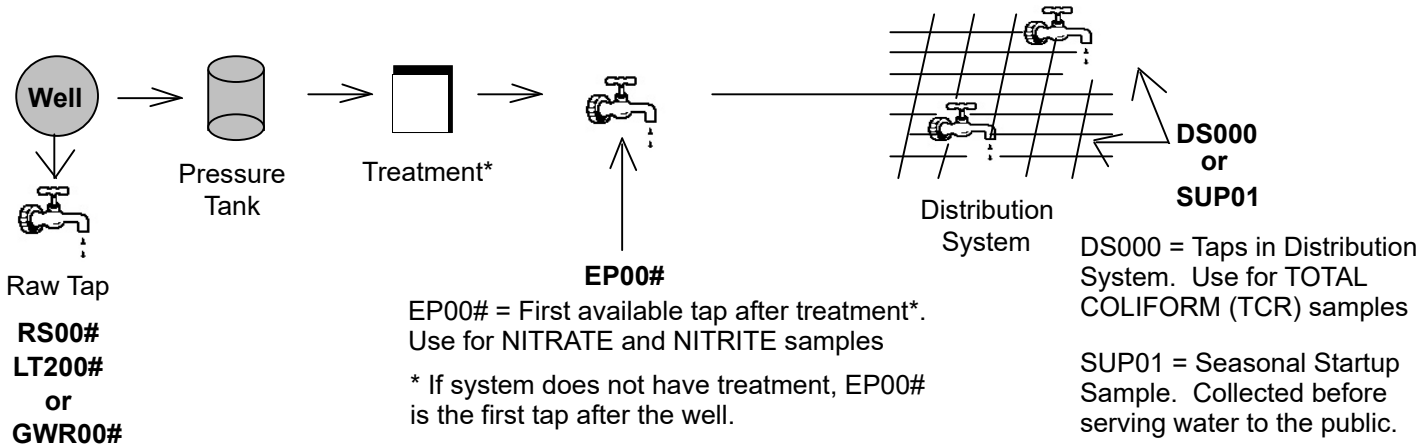 Well
Pressure
Tank
Treatment*
Raw Tap
RS00#
LT200#
or
GWR00#
EP00#
EP00# = First available tap after treatment*.
Use for NITRATE and NITRITE samples
* If system does not have treatment, EP00#
is the first tap after the well.
Distribution
System
DS000
or
SUP01
DS000 = Taps in Distribution
System. Use for TOTAL
COLIFORM (TCR) samples
SUP01 = Seasonal Startup
Sample. Collected before
serving water to the public.